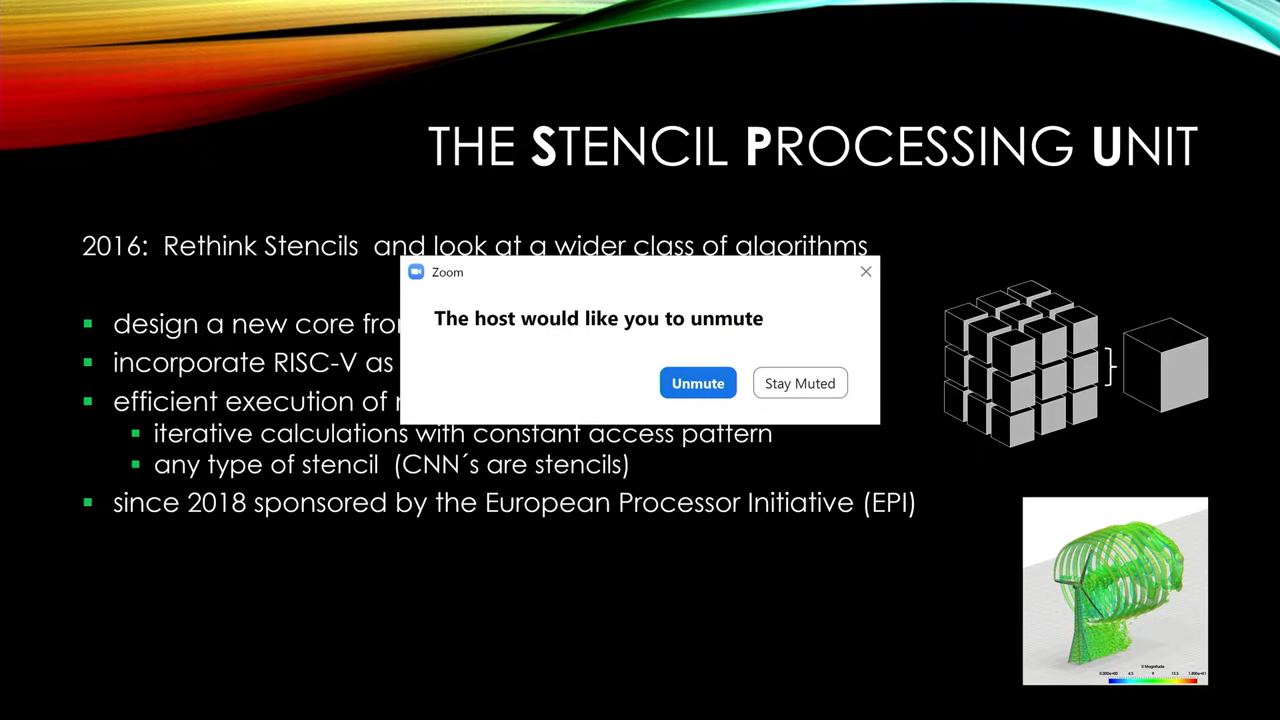 THE STENCIL PROCESSING UNIT
2016: Rethink Stencils and look at a wider class of algorithms
Zoom
The host would like you to unmute
Unmute
Stay Muted
design a new core
incorporate RISC-V as
efficient execution of
iterative calculations with constant access pattern
any type of stencil (CNN´s are stencils)
since 2018 sponsored by the European Processor Initiative (EPI)
U Magnitude